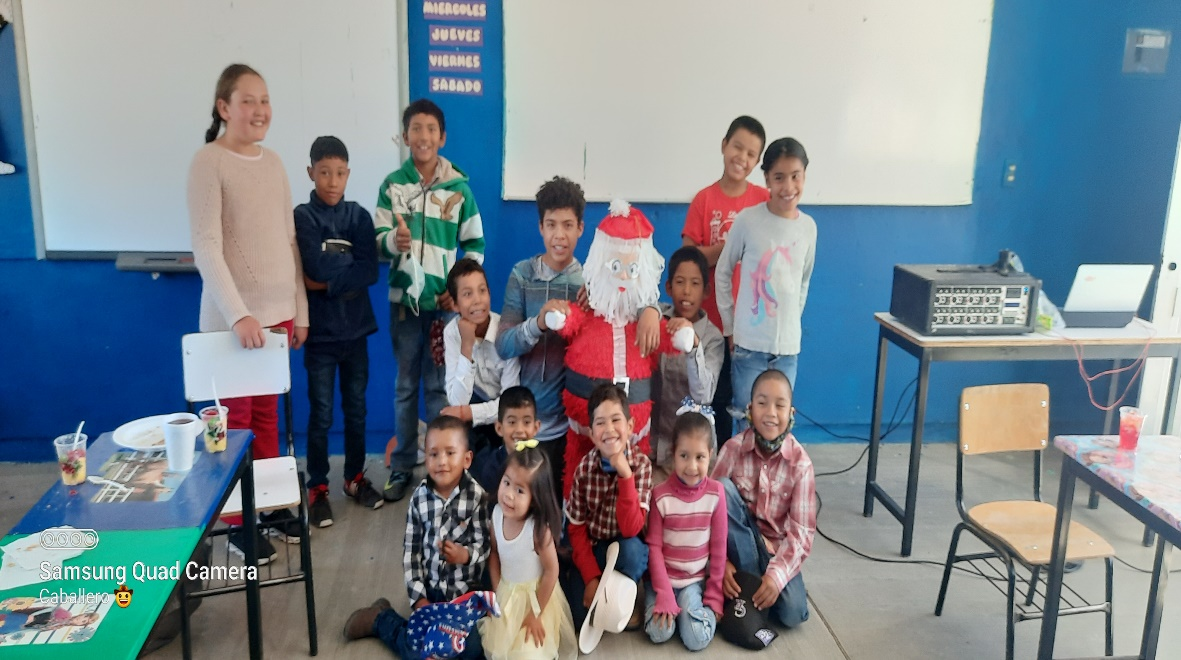 MIERCOLES
JUEVES
VIERNES
SABADO
Samsung Quad Camera
Caballero🤠